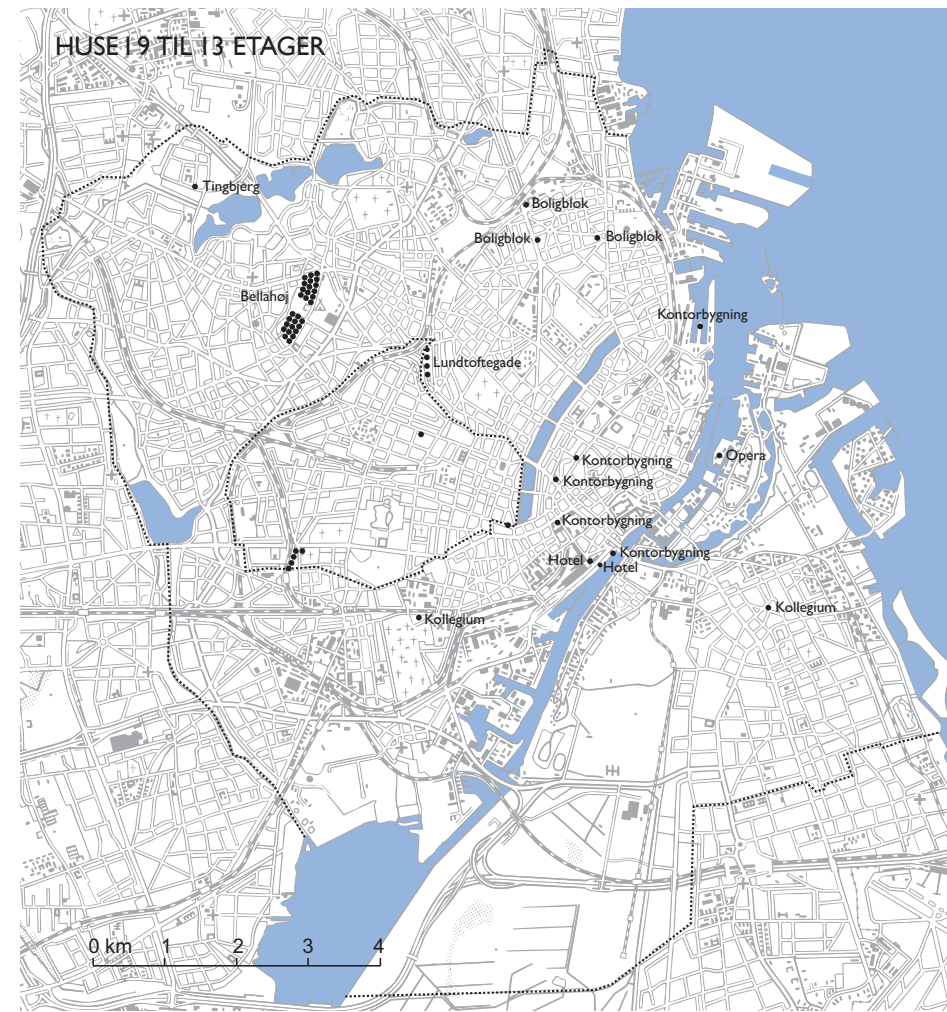 HUSE I 9 TIL 13 ETAGER
Tingbjerg
Boligblok
Boligblok
Boligblok
Bellahøj
Kontorbygning
Lundtoftegade
Opera
Kontorbygning
Kontorbygning
Kontorbygning
Kontorbygning
Hotel
Hotel
Kollegium
Kollegium
0 km 1 2 3 4